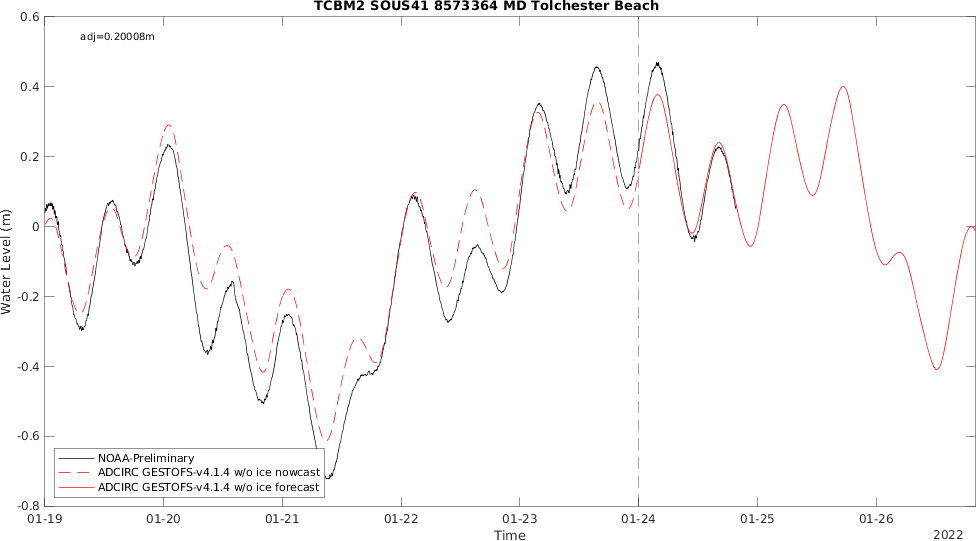 TCBM2 SOUS41 8573364 MD Tolchester Beach
adj=0.20008m
0.6
0.4
0.2
0
-0.2
-0.4
-0.6
-0.8
Water Level (m)
NOAA-Preliminary
ADCIRC GESTOFS-v4.1.4 w/o ice nowcast
ADCIRC GESTOFS-v4.1.4 w/o ice forecast
01-19 01-20 01-21 01-22 01-23 01-24 01-25 01-26
Time
2022